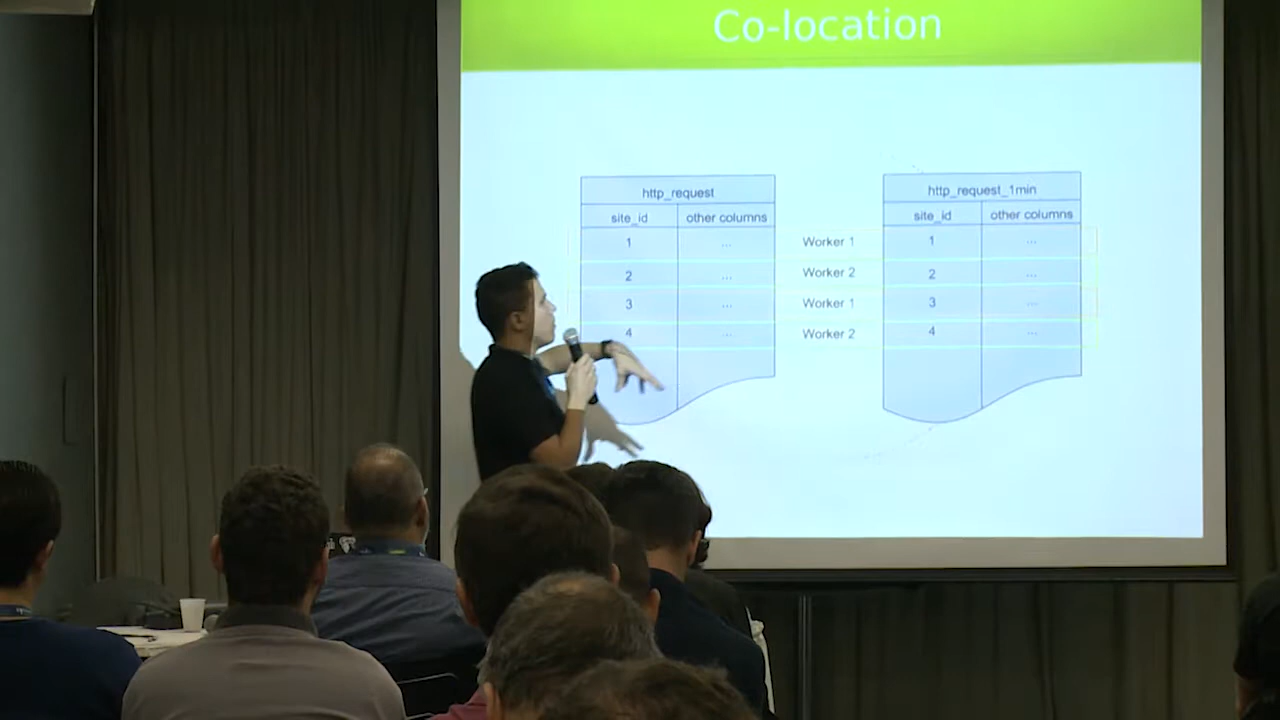 Co-location
http_request
http_request_1min
site_id other columns
site_id other columns
1 ... Worker 1 1 ...
2 ... Worker 2 2 ...
3 ... Worker 1 3 ...
4 ... Worker 2 4 ...